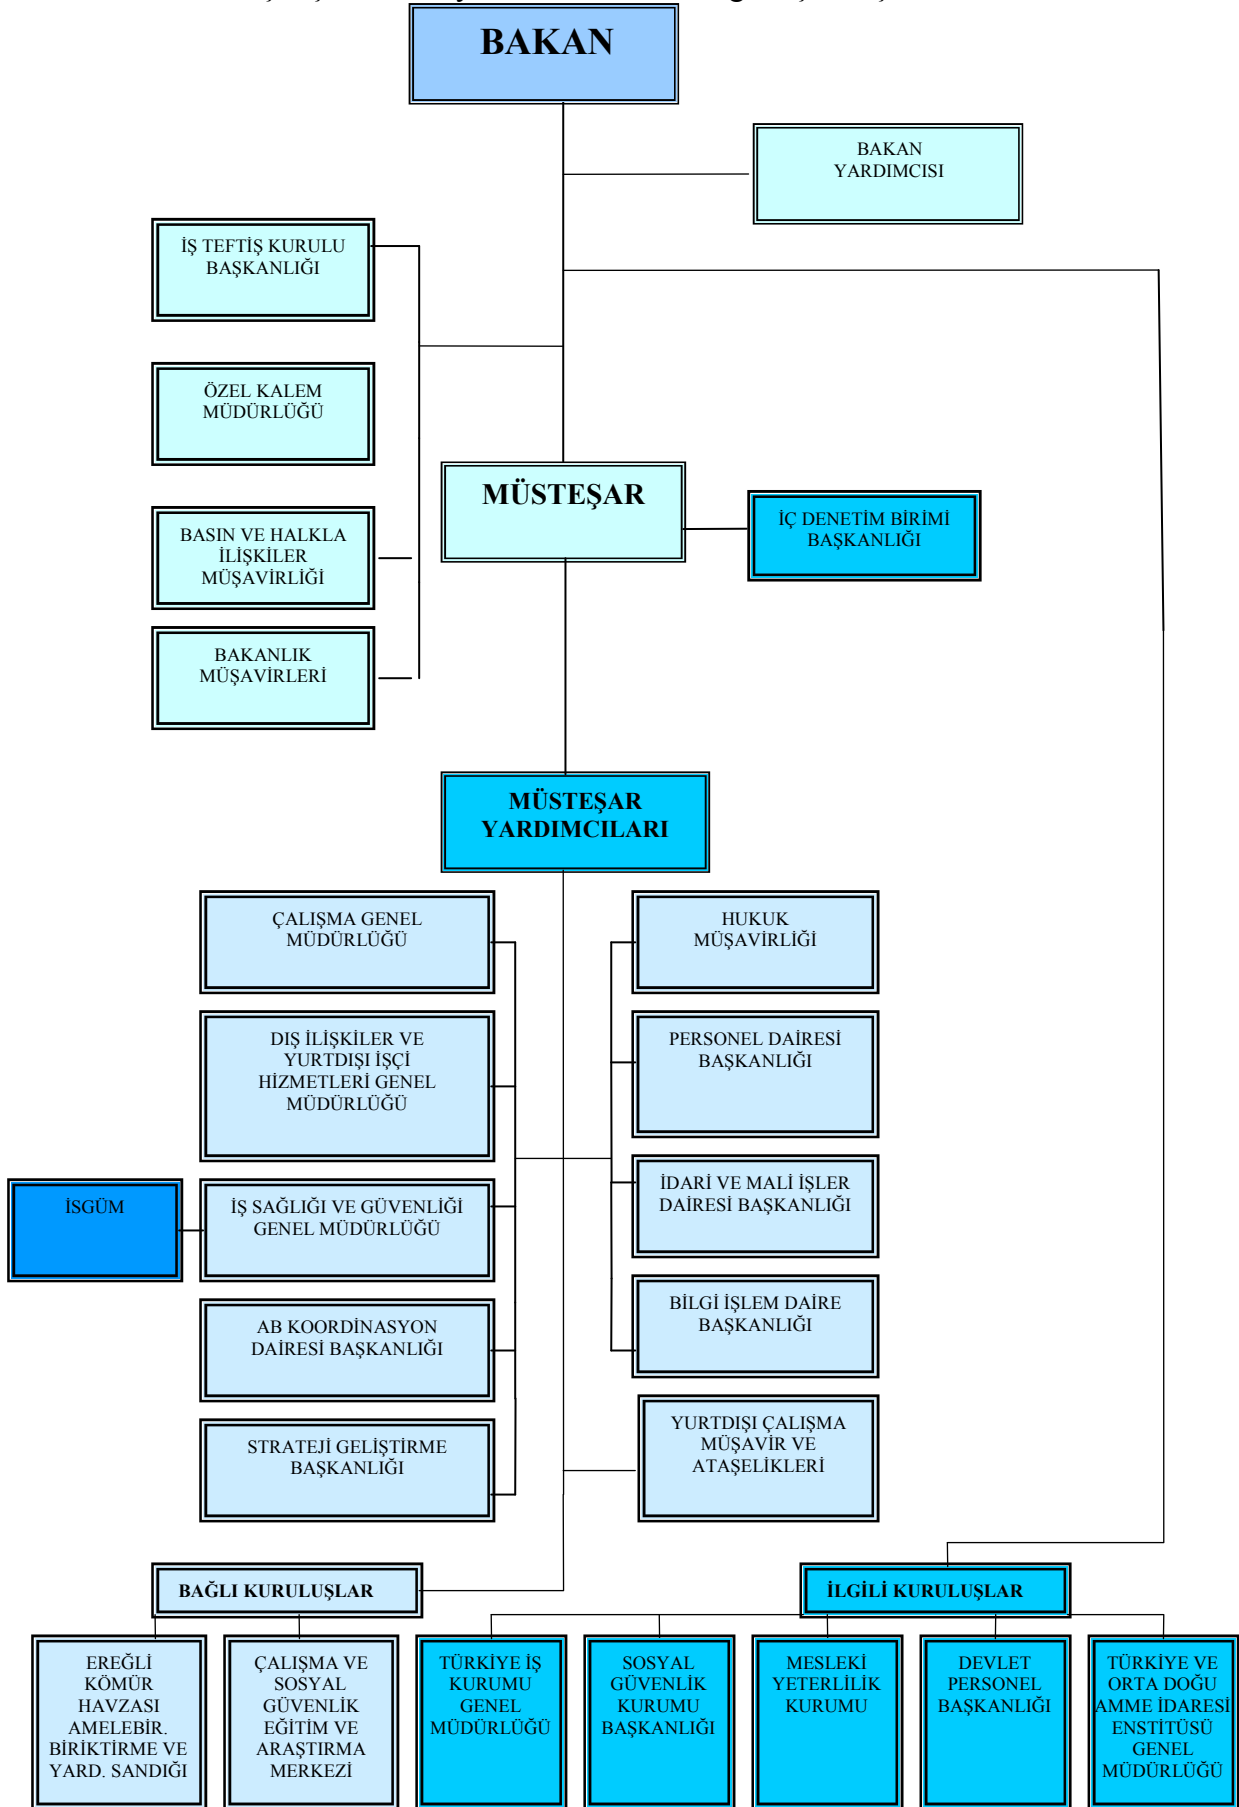 BAKAN
BAKAN
YARDIMCISI
İŞ TEFTİŞ KURULU
BAŞKANLIĞI
ÖZEL KALEM
MÜDÜRLÜĞÜ
MÜSTEŞAR
İÇ DENETİM BİRİMİ
BAŞKANLIĞI
BASIN VE HALKLA
İLİŞKİLER
MÜŞAVİRLİĞİ
BAKANLIK
MÜŞAVİRLERİ
MÜSTEŞAR
YARDIMCILARI
ÇALIŞMA GENEL
MÜDÜRLÜĞÜ
HUKUK
MÜŞAVİRLİĞİ
DIŞ İLİŞKİLER VE
YURTDIŞI İŞÇİ
HİZMETLERİ GENEL
MÜDÜRLÜĞÜ
PERSONEL DAİRESİ
BAŞKANLIĞI
İSGÜM
İŞ SAĞLIĞI VE GÜVENLİĞİ
GENEL MÜDÜRLÜĞÜ
İDARİ VE MALİ İŞLER
DAİRESİ BAŞKANLIĞI
AB KOORDİNASYON
DAİRESİ BAŞKANLIĞI
BİLGİ İŞLEM DAİRE
BAŞKANLIĞI
STRATEJİ GELİŞTİRME
BAŞKANLIĞI
YURTDIŞI ÇALIŞMA
MÜŞAVİR VE
ATAŞELİKLERİ
BAĞLI KURULUŞLAR
İLGİLİ KURULUŞLAR
EREĞLİ
KÖMÜR
HAVZASI
AMELEBİR.
BİRİKTİRME VE
YARD. SANDIĞI
ÇALIŞMA VE
SOSYAL
GÜVENLİK
EĞİTİM VE
ARAŞTIRMA
MERKEZİ
TÜRKİYE İŞ
KURUMU
GENEL
MÜDÜRLÜĞÜ
SOSYAL
GÜVENLİK
KURUMU
BAŞKANLIĞI
MESLEKİ
YETERLİLİK
KURUMU
DEVLET
PERSONEL
BAŞKANLIĞI
TÜRKİYE VE
ORTA DOĞU
AMME İDARESİ
ENSTİTÜSÜ
GENEL
MÜDÜRLÜĞÜ